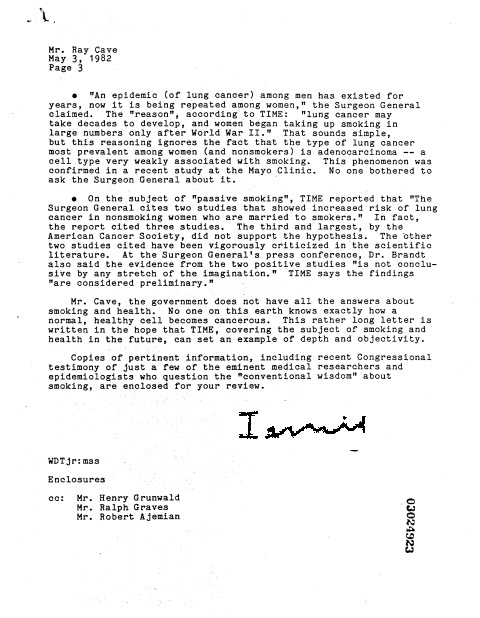 Mr. Ray Cave
May 3, 1982
Page 3
● "An epidemic (of lung cancer) among men has existed for
years, now it is being repeated among women," the Surgeon General
claimed. The "reason", according to TIME: "lung cancer may
take decades to develop, and women began taking up smoking in
large numbers only after World War II." That sounds simple,
but this reasoning ignores the fact that the type of lung cancer
most prevalent among women (and nonsmokers) is adenocarcinoma -- a
cell type very weakly associated with smoking. This phenomenon was
confirmed in a recent study at the Mayo Clinic. No one bothered to
ask the Surgeon General about it.
● On the subject of "passive smoking", TIME reported that "The
Surgeon General cites two studies that showed increased risk of lung
cancer in nonsmoking women who are married to smokers." In fact,
the report cited three studies. The third and largest, by the
American Cancer Society, did not support the hypothesis. The other
two studies cited have been vigorously criticized in the scientific
literature. At the Surgeon General's press conference, Dr. Brandt
also said the evidence from the two positive studies "is not conclu-
sive by any stretch of the imagination." TIME says the findings
"are considered preliminary."
Mr. Cave, the government does not have all the answers about
smoking and health. No one on this earth knows exactly how a
normal, healthy cell becomes cancerous. This rather long letter is
written in the hope that TIME, covering the subject of smoking and
health in the future, can set an example of depth and objectivity.
Copies of pertinent information, including recent Congressional
testimony of just a few of the eminent medical researchers and
epidemiologists who question the "conventional wisdom" about
smoking, are enclosed for your review.
WDTjr:mss
Enclosures
cc: Mr. Henry Grunwald
Mr. Ralph Graves
Mr. Robert Ajemian
03024923